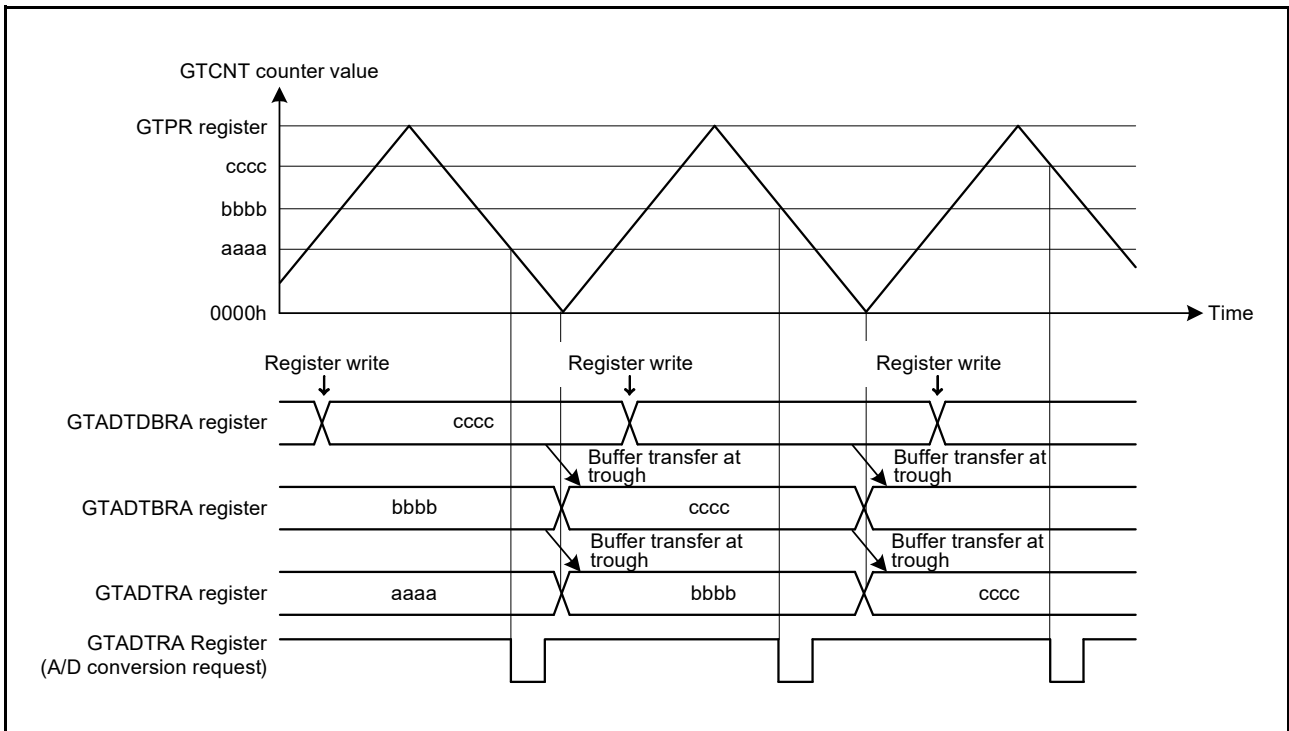 GTCNT counter value
GTPR register
cccc
bbbb
aaaa
0000h
Time
Register write
Register write
Register write
GTADTDBRA register
cccc
Buffer transfer at
trough
Buffer transfer at
trough
GTADTBRA register
bbbb
cccc
Buffer transfer at
trough
Buffer transfer at
trough
GTADTRA register
aaaa
bbbb
cccc
GTADTRA Register
(A/D conversion request)